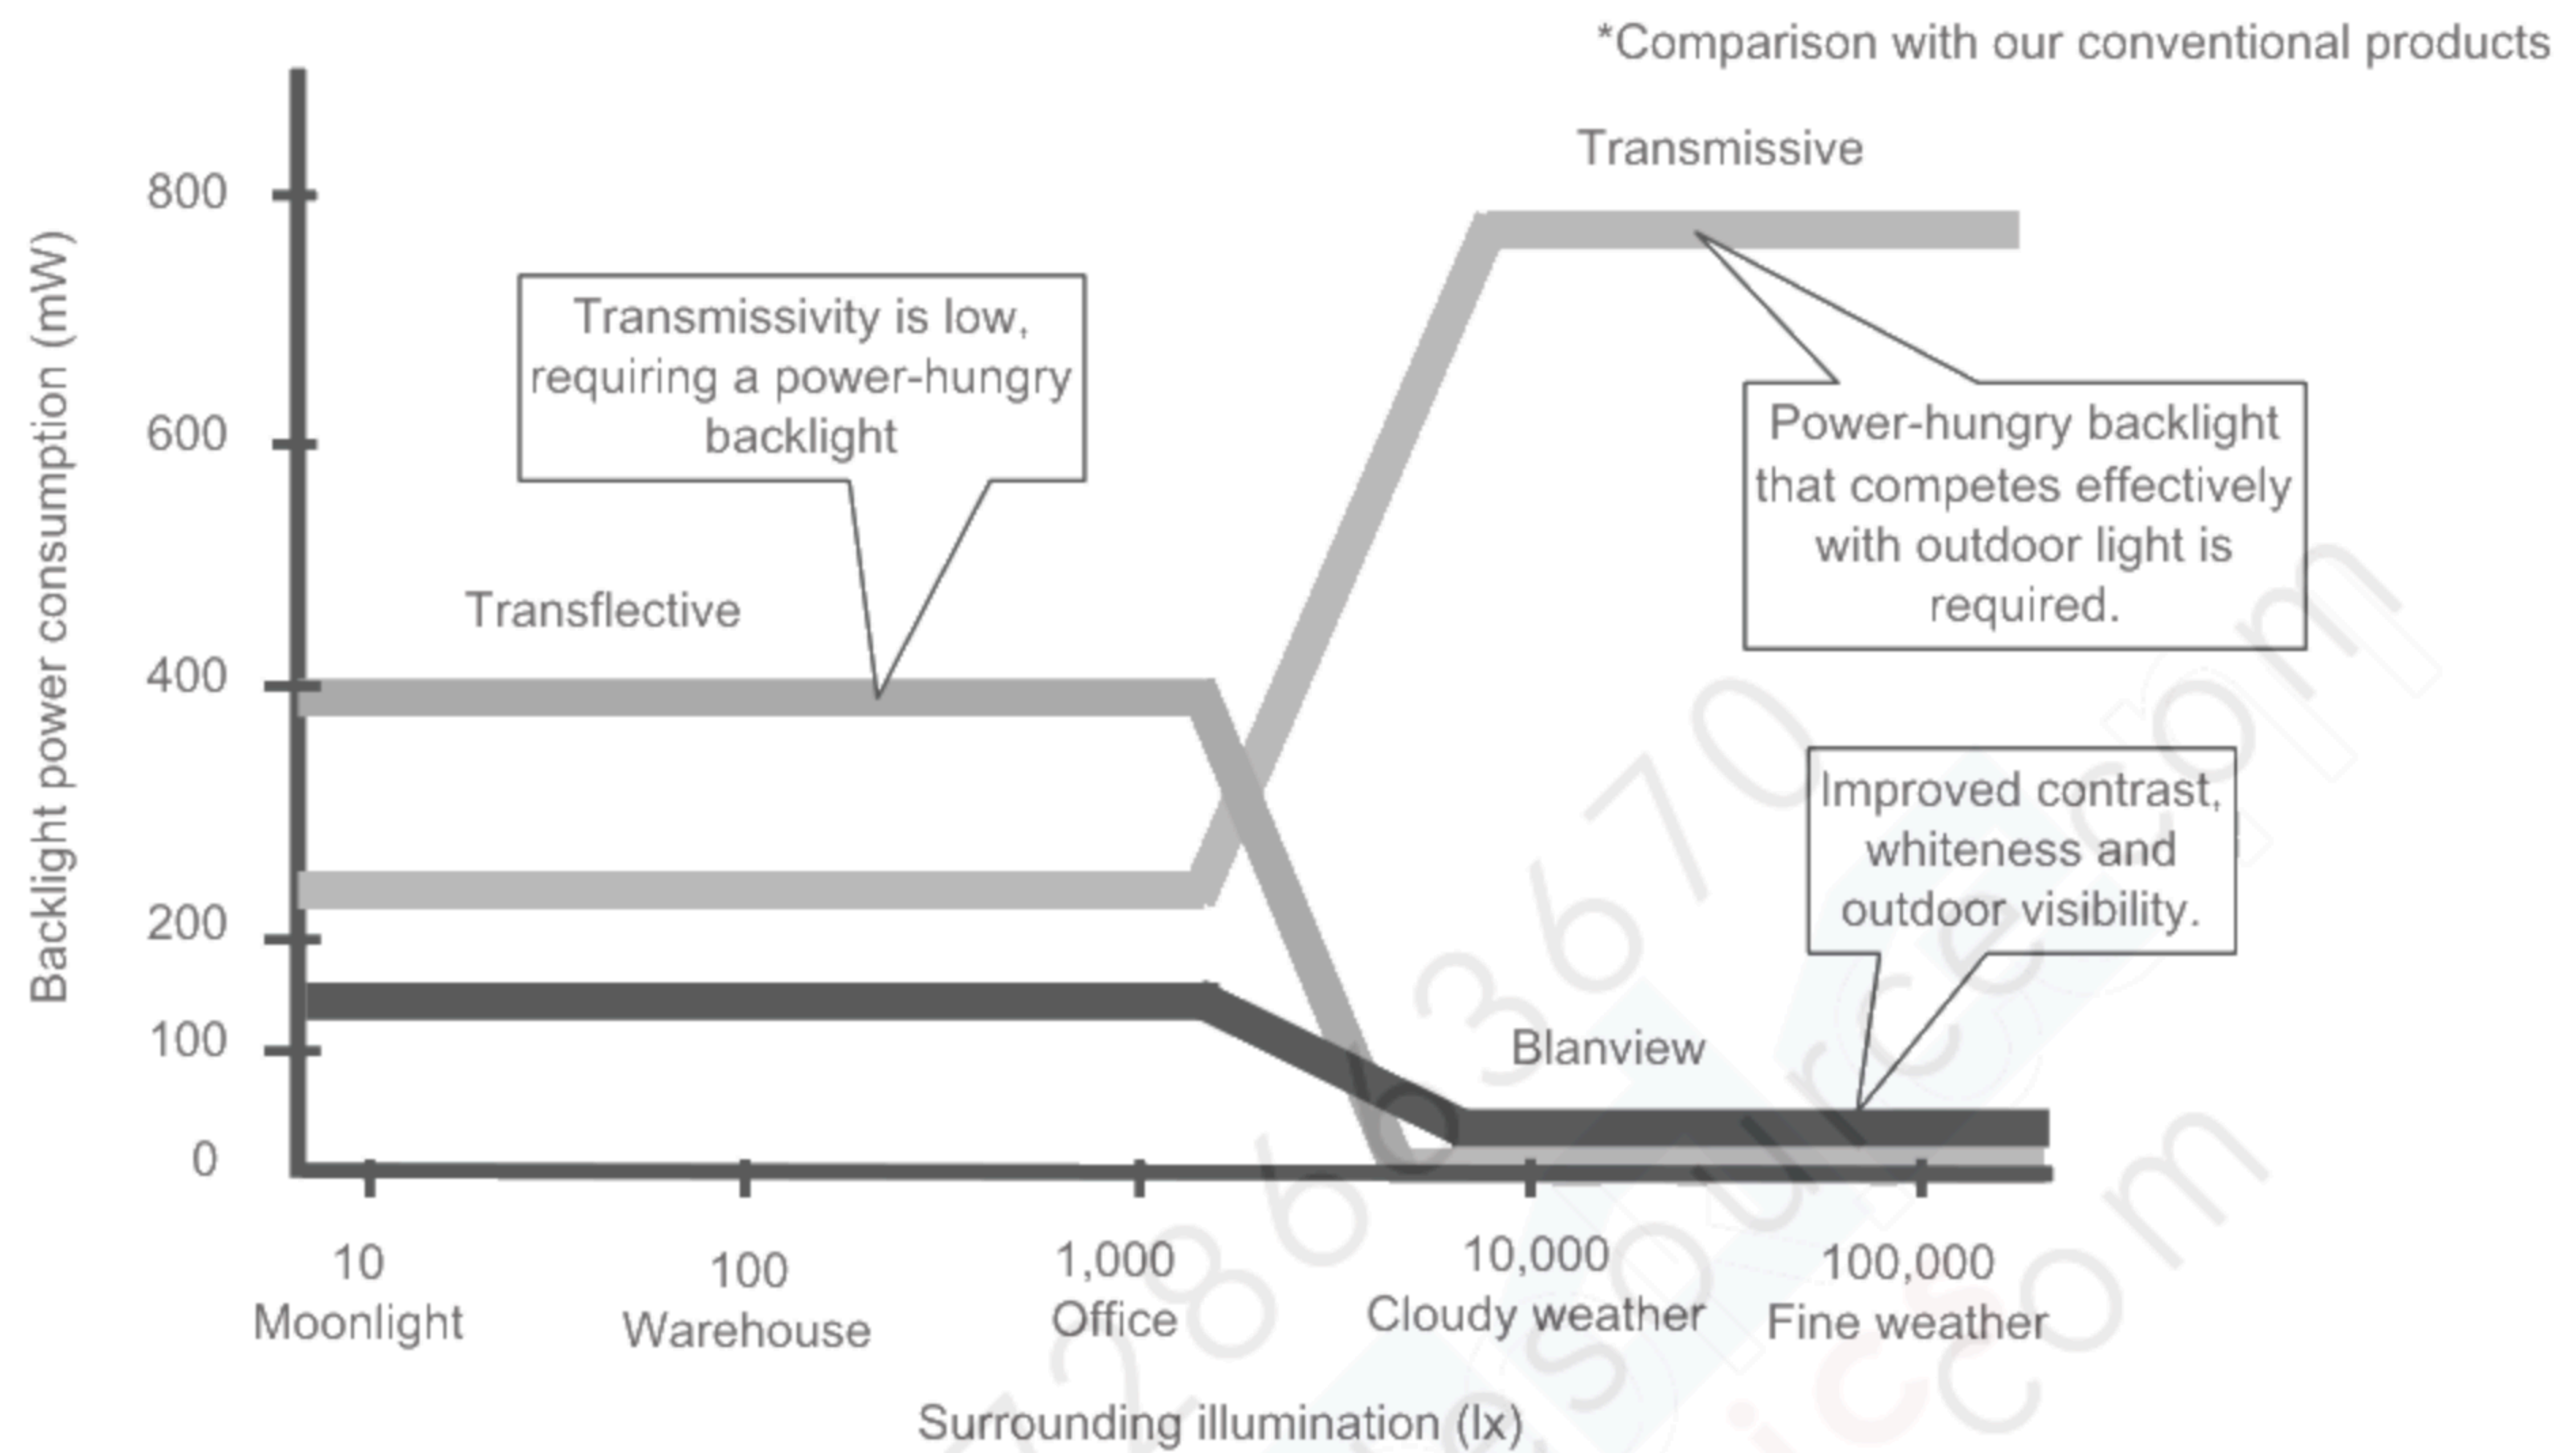 *Comparison with our conventional products
Transmissive
800
600
400
200
100
0
Backlight power consumption (mW)
Transmissivity is low,
requiring a power-hungry
backlight
Power-hungry backlight
that competes effectively
with outdoor light is
required.
Transflective
Improved contrast,
whiteness and
outdoor visibility.
Blanview
10
Moonlight
100
Warehouse
1,000
Office
10,000
Cloudy weather
100,000
Fine weather
Surrounding illumination (lx)